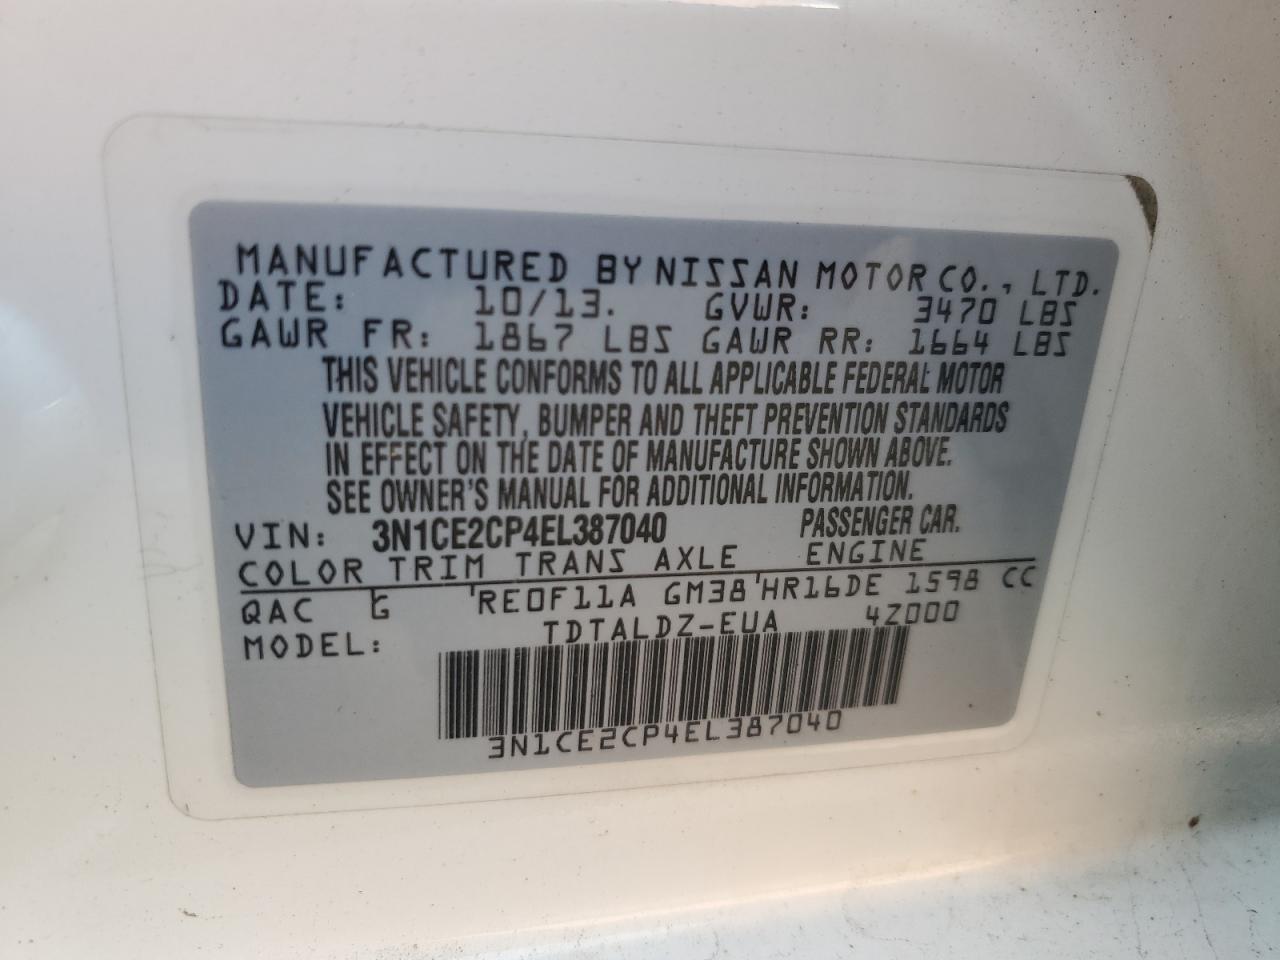 MANUFACTURED BY NISSAN MOTOR CO., LTD.
DATE: 10/13. GVWR: 3470 LBS
GAWR FR: 1867 LBS GAWR RR: 1664 LBS
THIS VEHICLE CONFORMS TO ALL APPLICABLE FEDERAL MOTOR
VEHICLE SAFETY, BUMPER AND THEFT PREVENTION STANDARDS
IN EFFECT ON THE DATE OF MANUFACTURE SHOWN ABOVE.
SEE OWNER'S MANUAL FOR ADDITIONAL INFORMATION.
VIN: 3N1CE2CP4EL387040 PASSENGER CAR.
COLOR TRIM TRANS AXLE ENGINE
QAC G 'RE0F11A GM38'HR16DE 1598 CC
MODEL: TDTALDZ-EUA 4Z000
3N1CE2CP4EL387040